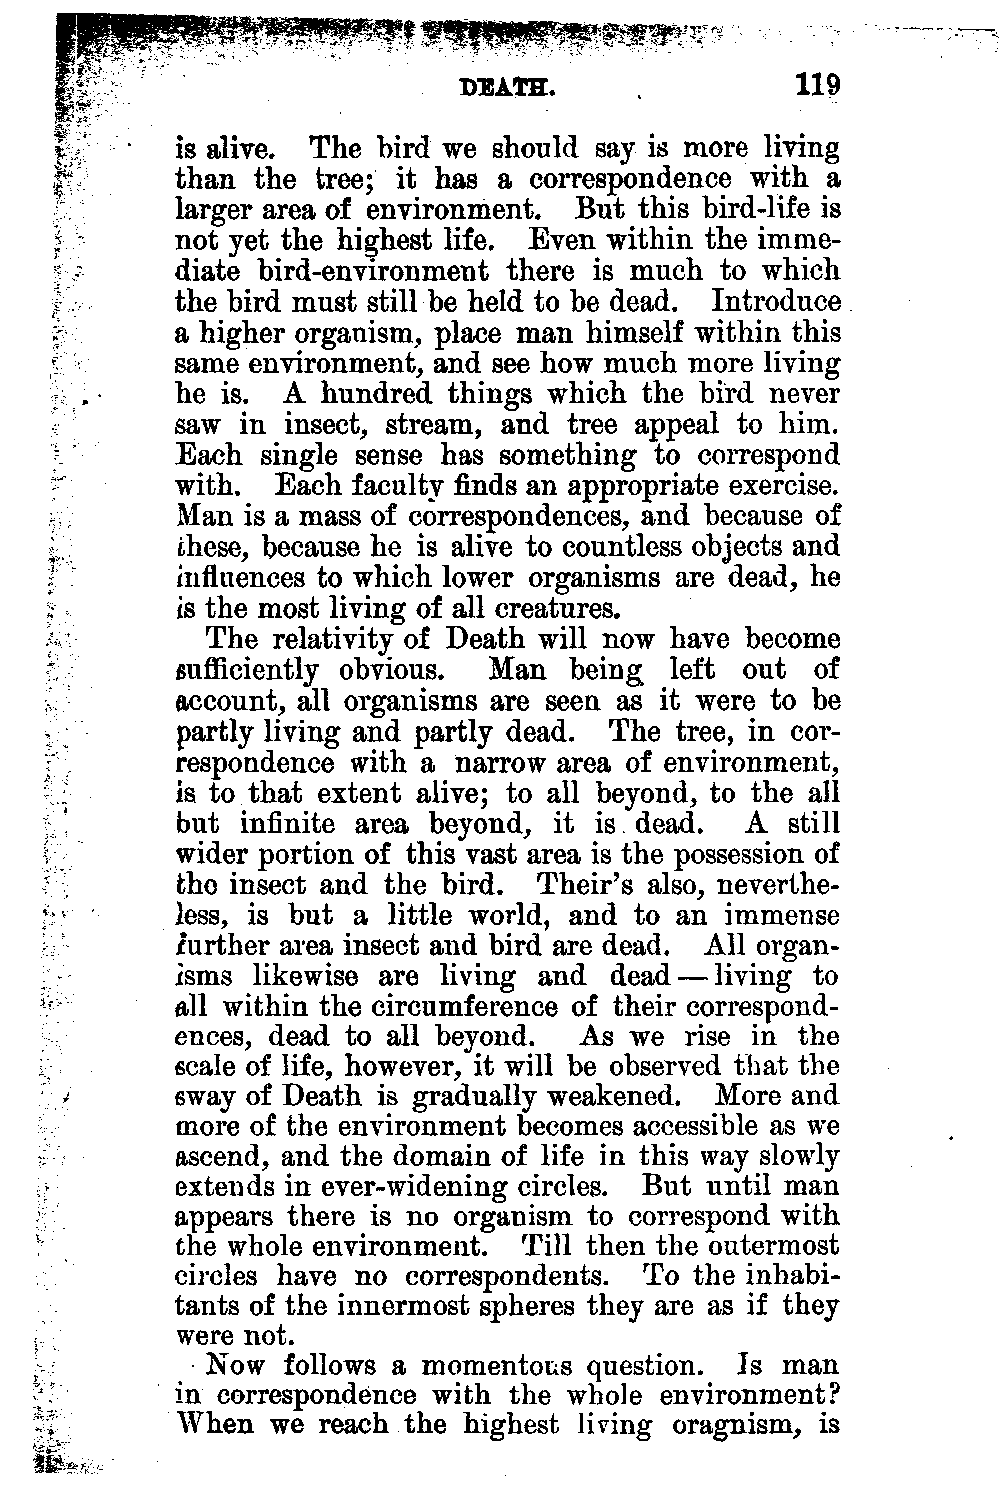 DEATH. 119
is alive. The bird we should say is more living
than the tree; it has a correspondence with a
larger area of environment. But this bird-life is
not yet the highest life. Even within the imme-
diate bird-environment there is much to which
the bird must still be held to be dead. Introduce
a higher organism, place man himself within this
same environment, and see how much more living
he is. A hundred things which the bird never
saw in insect, stream, and tree appeal to him.
Each single sense has something to correspond
with. Each faculty finds an appropriate exercise.
Man is a mass of correspondences, and because of
these, because he is alive to countless objects and
influences to which lower organisms are dead, he
is the most living of all creatures.
The relativity of Death will now have become
sufficiently obvious. Man being left out of
account, all organisms are seen as it were to be
partly living and partly dead. The tree, in cor-
respondence with a narrow area of environment,
is to that extent alive; to all beyond, to the all
but infinite area beyond, it is dead. A still
wider portion of this vast area is the possession of
the insect and the bird. Their's also, neverthe-
less, is but a little world, and to an immense
further area insect and bird are dead. All organ-
isms likewise are living and dead — living to
all within the circumference of their correspond-
ences, dead to all beyond. As we rise in the
scale of life, however, it will be observed that the
sway of Death is gradually weakened. More and
more of the environment becomes accessible as we
ascend, and the domain of life in this way slowly
extends in ever-widening circles. But until man
appears there is no organism to correspond with
the whole environment. Till then the outermost
circles have no correspondents. To the inhabi-
tants of the innermost spheres they are as if they
were not.
Now follows a momentous question. Is man
in correspondence with the whole environment?
When we reach the highest living oragnism, is